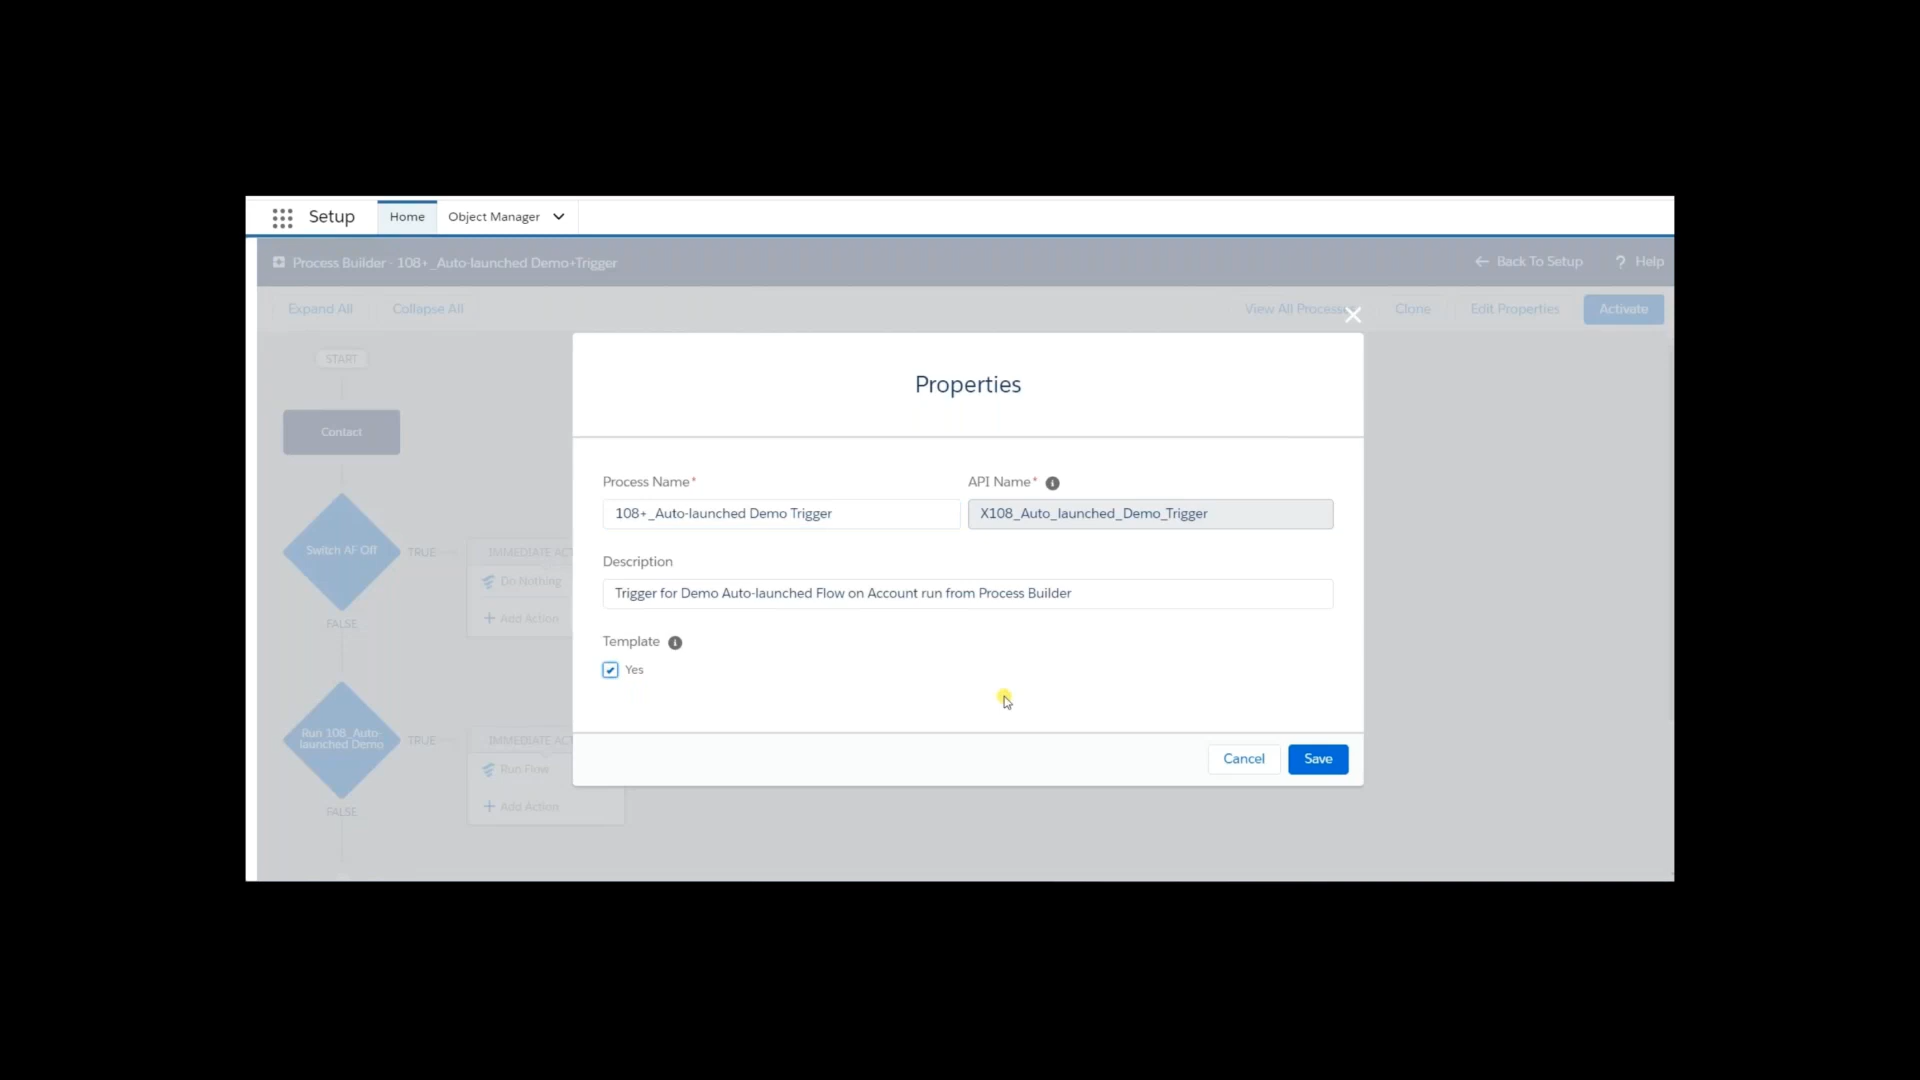 Setup
Home
Object Manager
Process Builder - 108+_Auto-launched Demo+Trigger
Back To Setup
? Help
Expand All
Collapse All
View All Process
Clone
Edit Properties
Activate
START
Contact
Switch AF Off
TRUE
IMMEDIATE ACT
Do Nothing
+ Add Action
FALSE
Run 108_Auto-
launched Demo
TRUE
IMMEDIATE ACT
Run Flow
+ Add Action
FALSE
Properties
Process Name*
API Name*
108+_Auto-launched Demo Trigger
X108_Auto_launched_Demo_Trigger
Description
Trigger for Demo Auto-launched Flow on Account run from Process Builder
Template
Yes
Cancel
Save